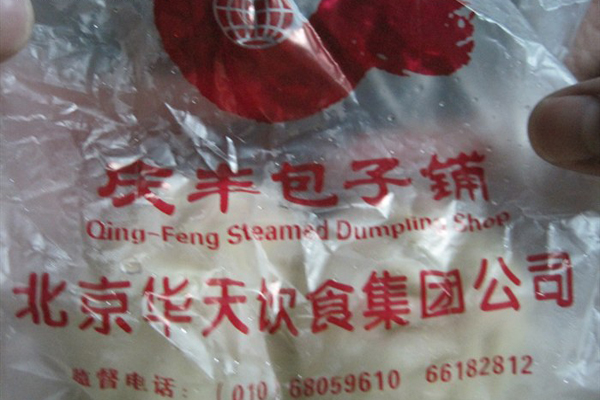 庆丰包子铺
Qing-Feng Steamed Dumpling Shop
北京华天饮食集团公司
监督电话: (010 68059610 66182812